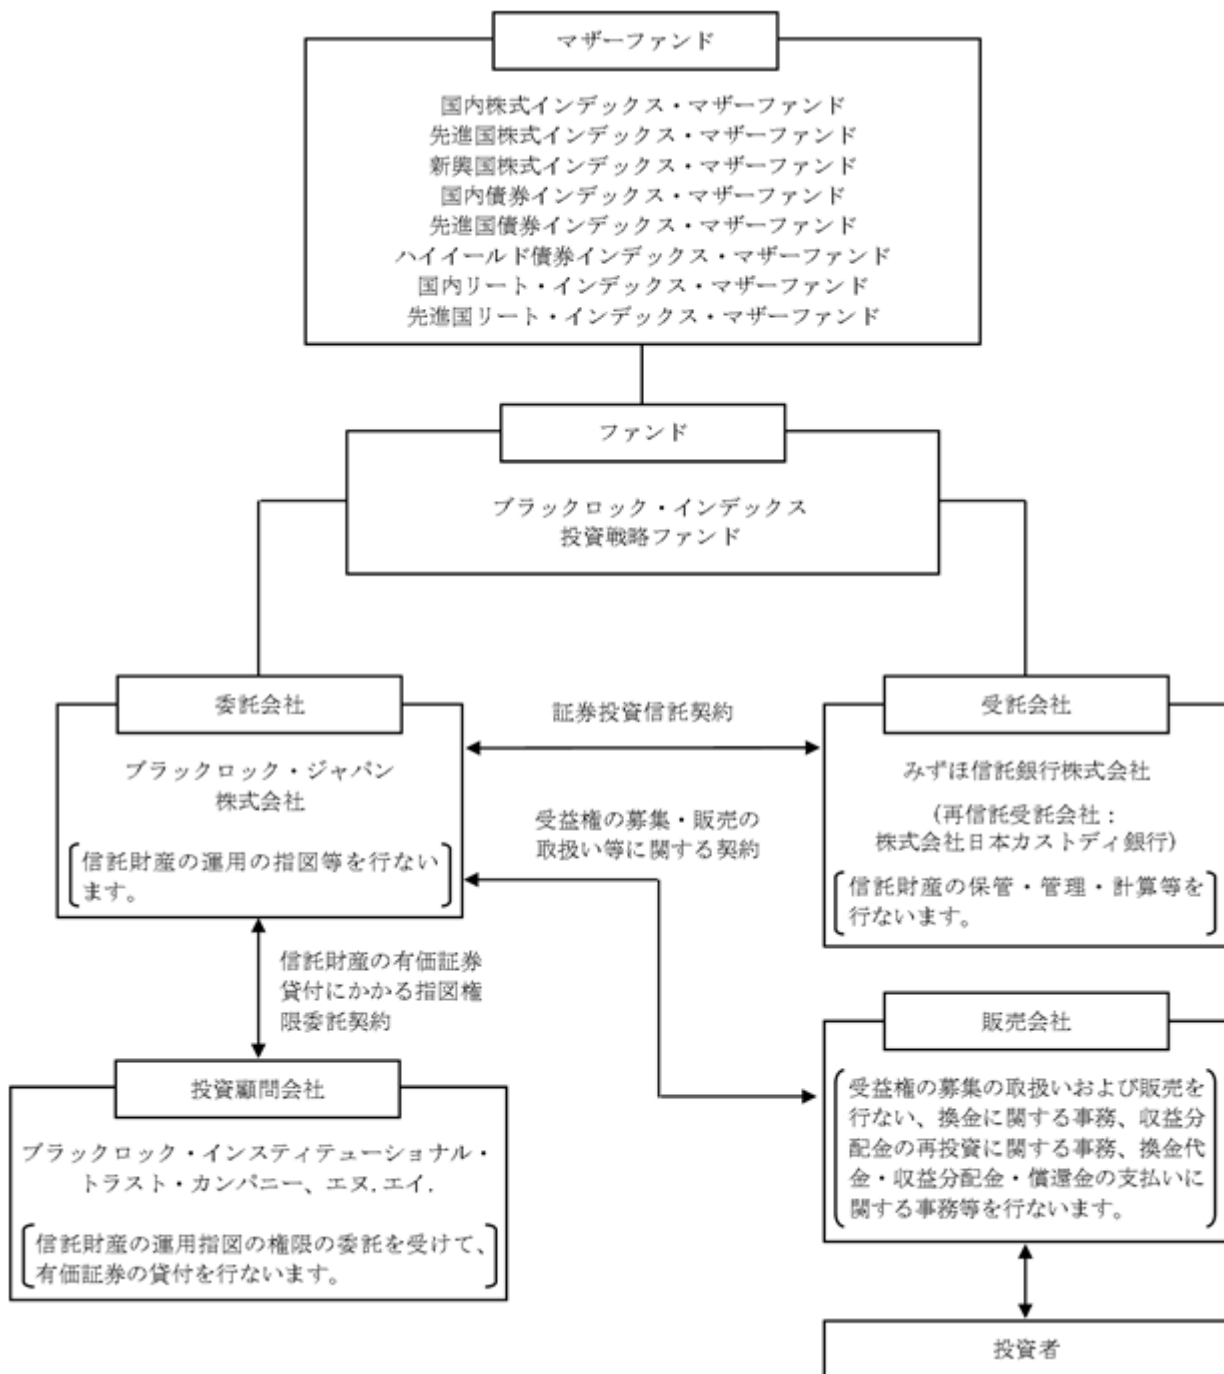 マザーファンド
国内株式インデックス・マザーファンド
先進国株式インデックス・マザーファンド
新興国株式インデックス・マザーファンド
国内債券インデックス・マザーファンド
先進国債券インデックス・マザーファンド
ハイイールド債券インデックス・マザーファンド
国内リート・インデックス・マザーファンド
先進国リート・インデックス・マザーファンド
ファンド
ブラックロック・インデックス
投資戦略ファンド
委託会社
ブラックロック・ジャパン
株式会社
信託財産の運用の指図等を行ない
ます。
証券投資信託契約
受益権の募集・販売の
取扱い等に関する契約
受託会社
みずほ信託銀行株式会社
(再信託受託会社：
株式会社日本カストディ銀行)
信託財産の保管・管理・計算等を
行ないます。
信託財産の有価証券
貸付にかかる指図権
限委託契約
投資顧問会社
ブラックロック・インスティテューショナル・
トラスト・カンパニー、エヌ.エイ.
信託財産の運用指図の権限の委託を受けて、
有価証券の貸付を行ないます。
販売会社
受益権の募集の取扱いおよび販売を
行ない、換金に関する事務、収益分
配金の再投資に関する事務、換金代
金・収益分配金・償還金の支払いに
関する事務等を行ないます。
投資者